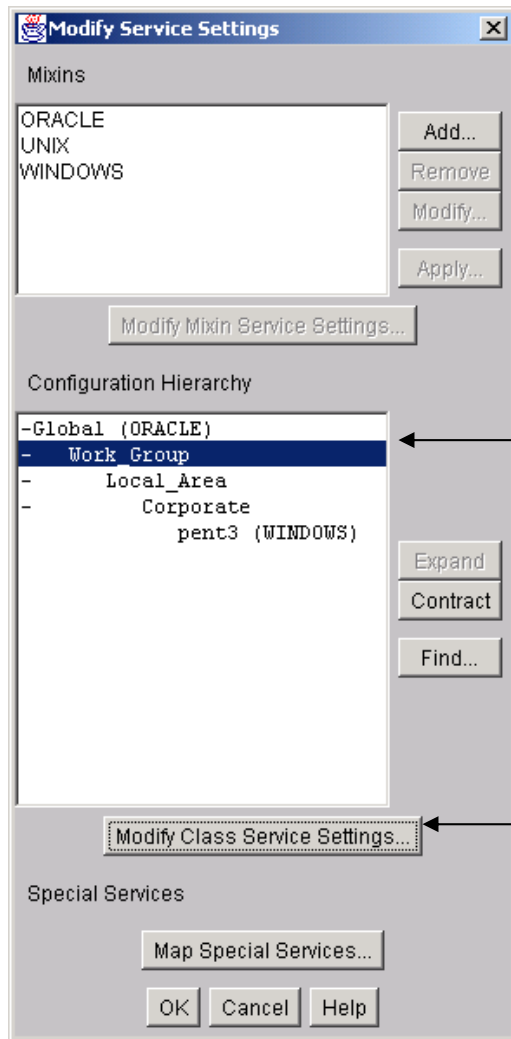 Modify Service Settings
Mixins
ORACLE
UNIX
WINDOWS
Add...
Remove
Modify...
Apply...
Modify Mixin Service Settings...
Configuration Hierarchy
-Global (ORACLE)
- Work_Group
- Local_Area
- Corporate
pent3 (WINDOWS)
Expand
Contract
Find...
Modify Class Service Settings...
Special Services
Map Special Services...
OK Cancel Help